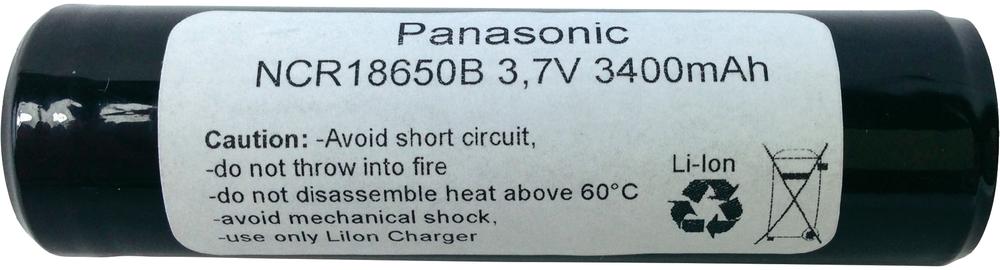 Panasonic
NCR18650B 3,7V 3400mAh
Caution: -Avoid short circuit,
-do not throw into fire
-do not disassemble heat above 60°C
-avoid mechanical shock,
-use only LiIon Charger
Li-Ion